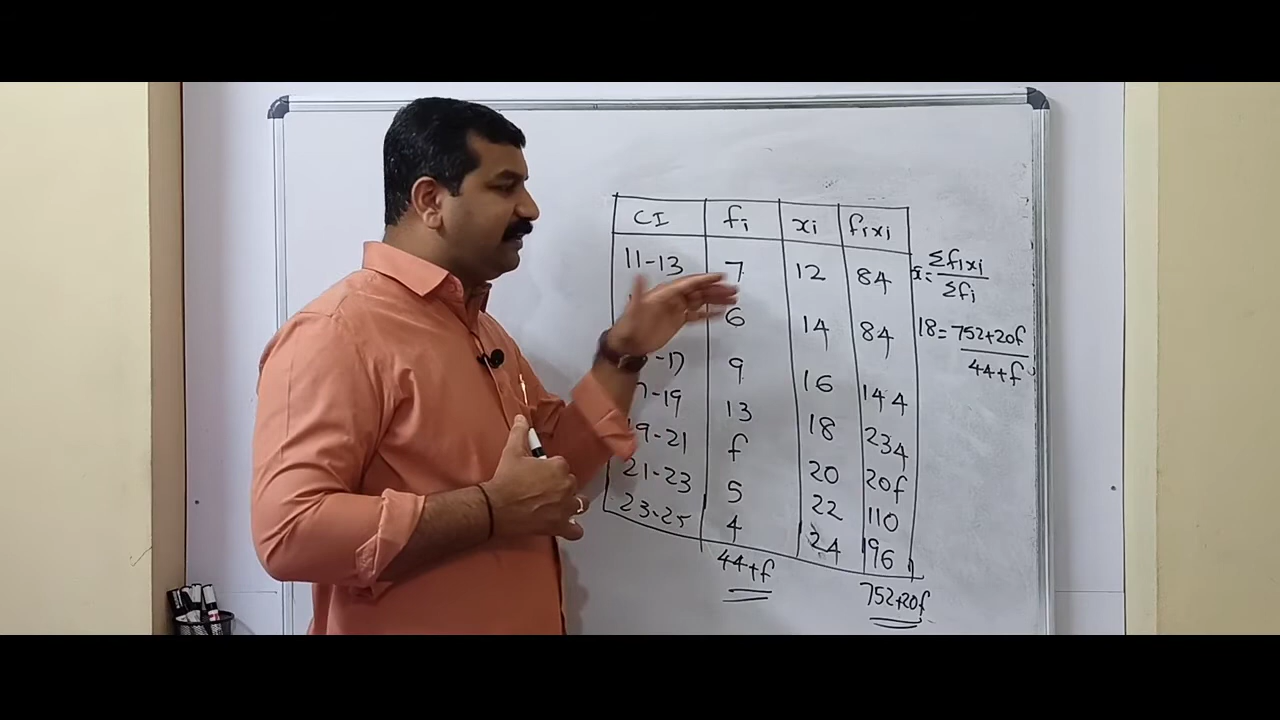 CI fi xi fixi
11-13 7 12 84
6 14 84
-17 9 16 144
-19 13 18 234
19-21 f 20 20f
21-23 5 22 110
23-25 4 24 96
44+f 752+20f
x̄= Σfixi
Σfi
18= 752+20f
44+f